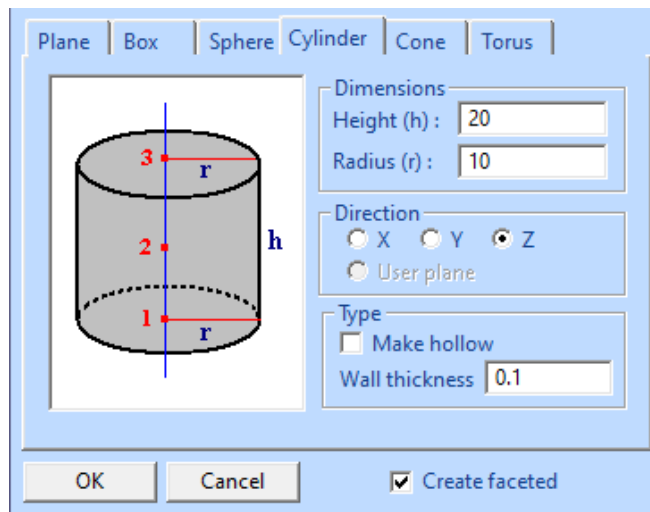 Plane Box Sphere Cylinder Cone Torus
3
r
2
h
1
r
Dimensions
Height (h) : 20
Radius (r) : 10
Direction
X Y Z
User plane
Type
Make hollow
Wall thickness 0.1
OK Cancel Create faceted